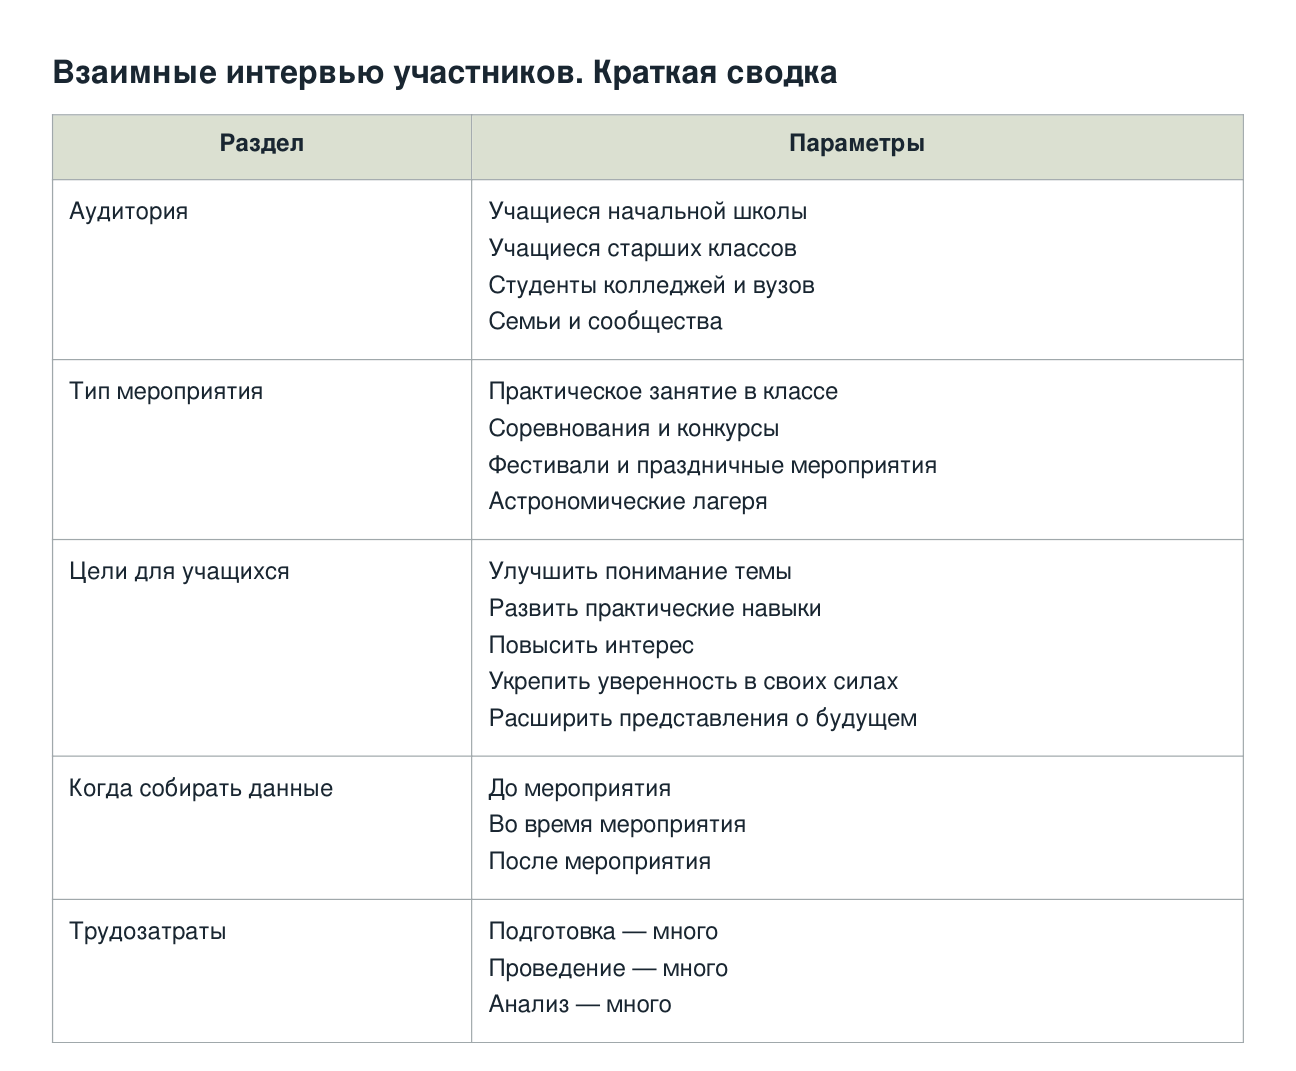 Взаимные интервью участников. Краткая сводка
Раздел
Параметры
Аудитория
Учащиеся начальной школы
Учащиеся старших классов
Студенты колледжей и вузов
Семьи и сообщества
Тип мероприятия
Практическое занятие в классе
Соревнования и конкурсы
Фестивали и праздничные мероприятия
Астрономические лагеря
Цели для учащихся
Улучшить понимание темы
Развить практические навыки
Повысить интерес
Укрепить уверенность в своих силах
Расширить представления о будущем
Когда собирать данные
До мероприятия
Во время мероприятия
После мероприятия
Трудозатраты
Подготовка — много
Проведение — много
Анализ — много